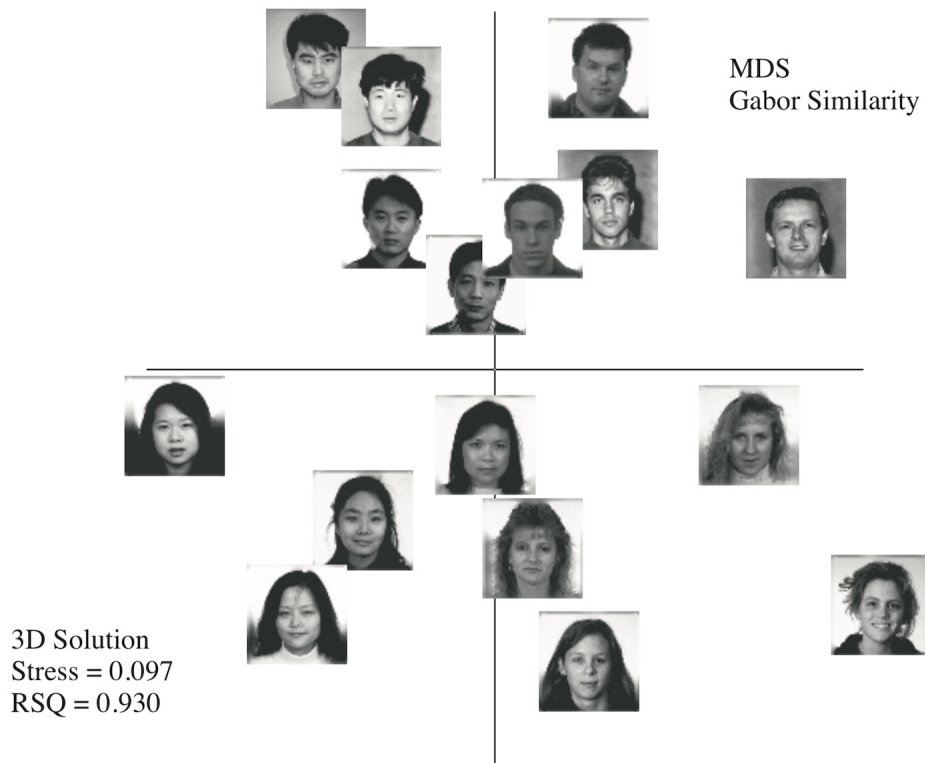 MDS
Gabor Similarity
3D Solution
Stress = 0.097
RSQ = 0.930